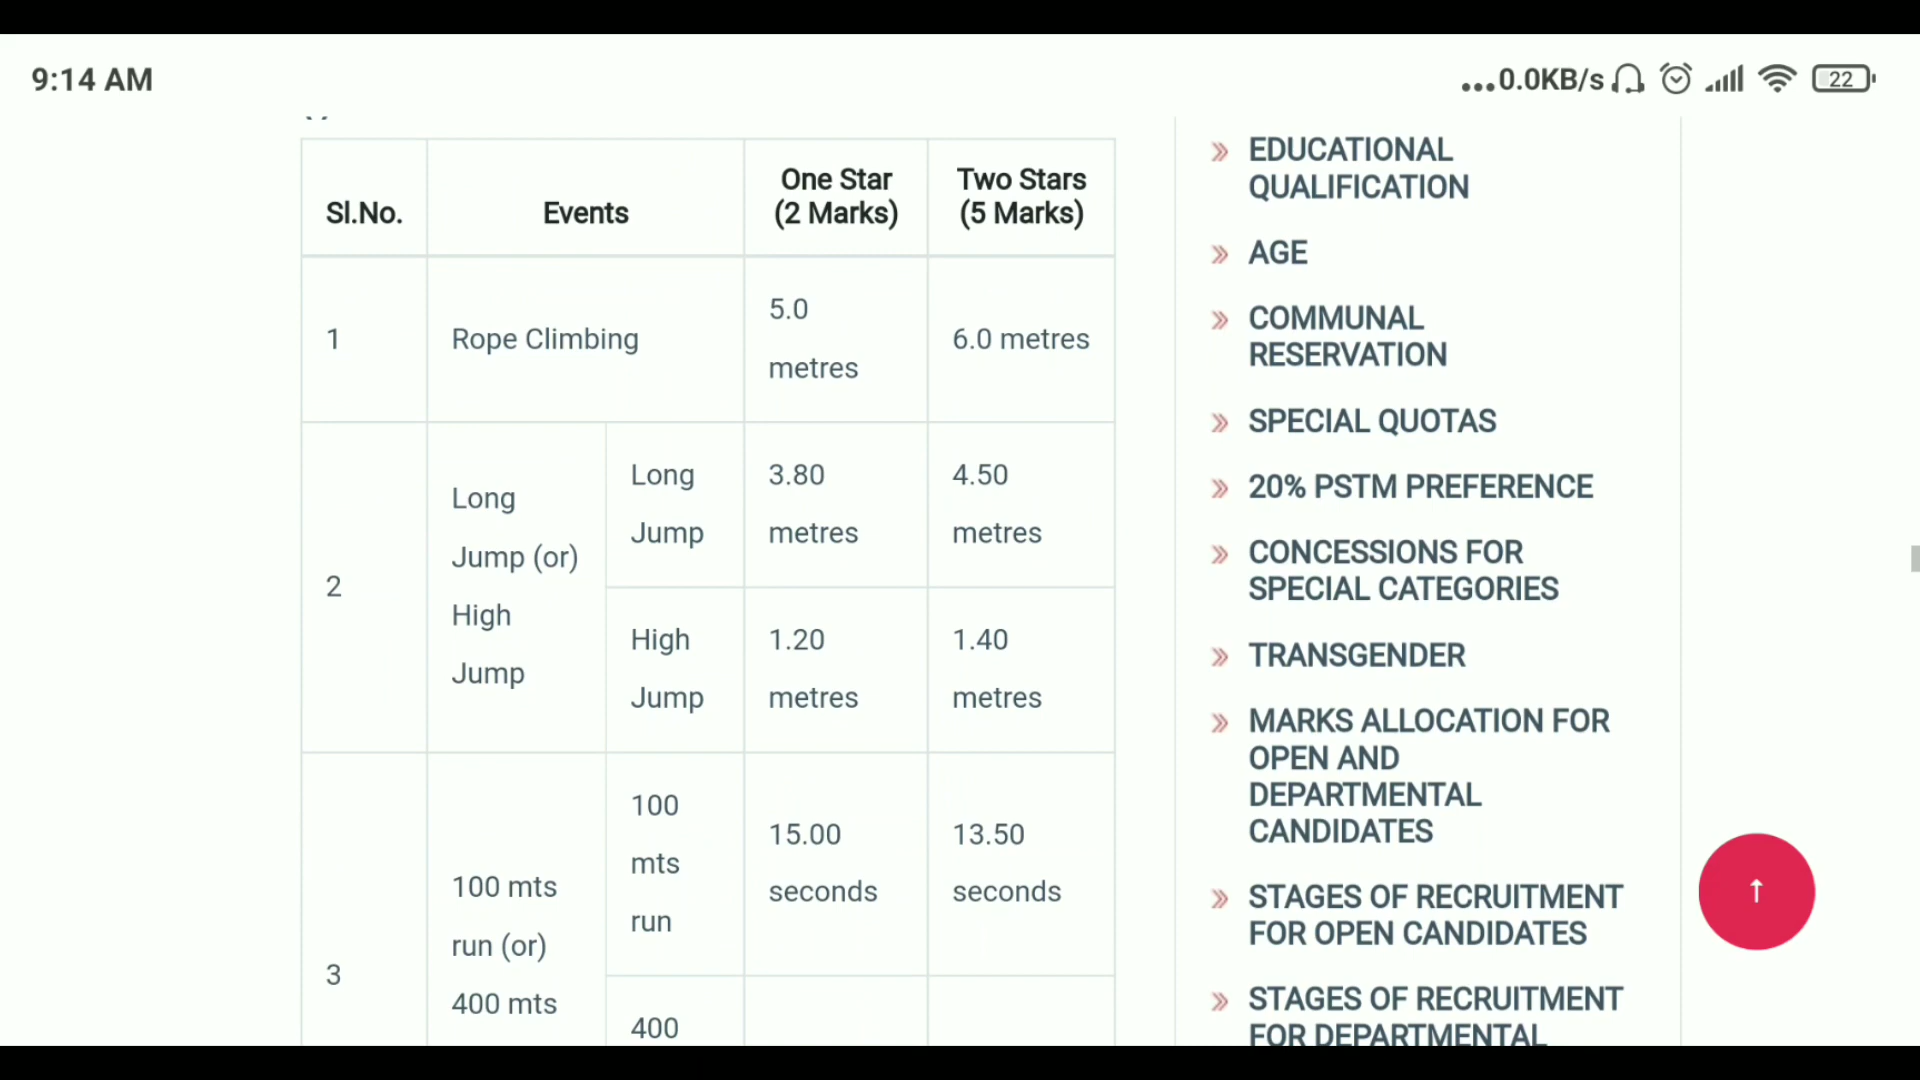 9:14 AM
...0.0KB/s
22
Sl.No.
Events
One Star
(2 Marks)
Two Stars
(5 Marks)
1
Rope Climbing
5.0
metres
6.0 metres
2
Long
Jump (or)
High
Jump
Long
Jump
3.80
metres
4.50
metres
High
Jump
1.20
metres
1.40
metres
3
100 mts
run (or)
400 mts
100
mts
run
15.00
seconds
13.50
seconds
400
EDUCATIONAL
QUALIFICATION
AGE
COMMUNAL
RESERVATION
SPECIAL QUOTAS
20% PSTM PREFERENCE
CONCESSIONS FOR
SPECIAL CATEGORIES
TRANSGENDER
MARKS ALLOCATION FOR
OPEN AND
DEPARTMENTAL
CANDIDATES
STAGES OF RECRUITMENT
FOR OPEN CANDIDATES
STAGES OF RECRUITMENT
FOR DEPARTMENTAL